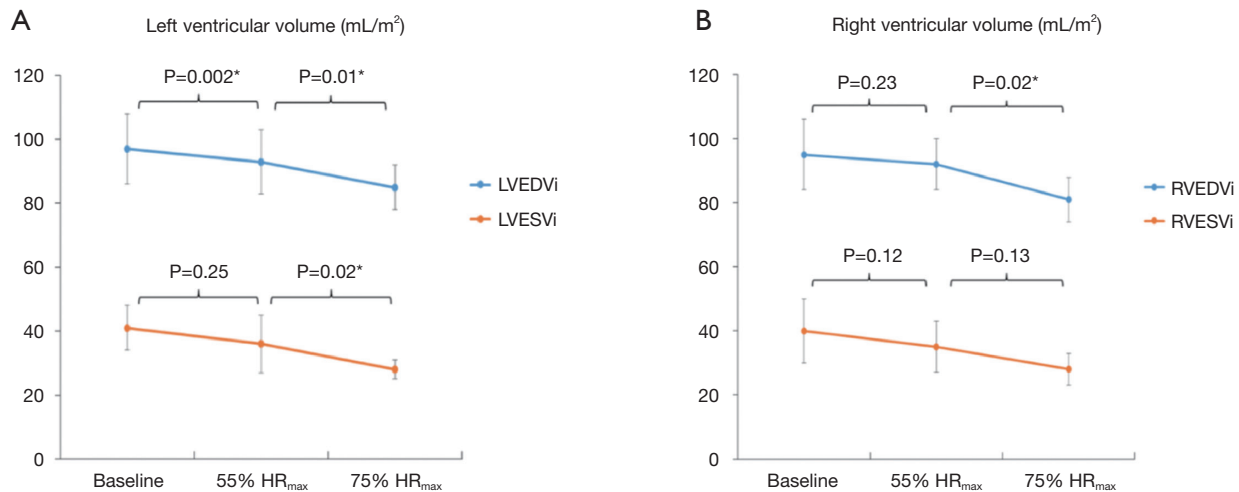 A
Left ventricular volume (mL/m²)
120
100
80
60
40
20
0
P=0.002*
P=0.01*
P=0.25
P=0.02*
LVEDVi
LVESVi
Baseline
55% HRmax
75% HRmax
B
Right ventricular volume (mL/m²)
120
100
80
60
40
20
0
P=0.23
P=0.02*
P=0.12
P=0.13
RVEDVi
RVESVi
Baseline
55% HRmax
75% HRmax